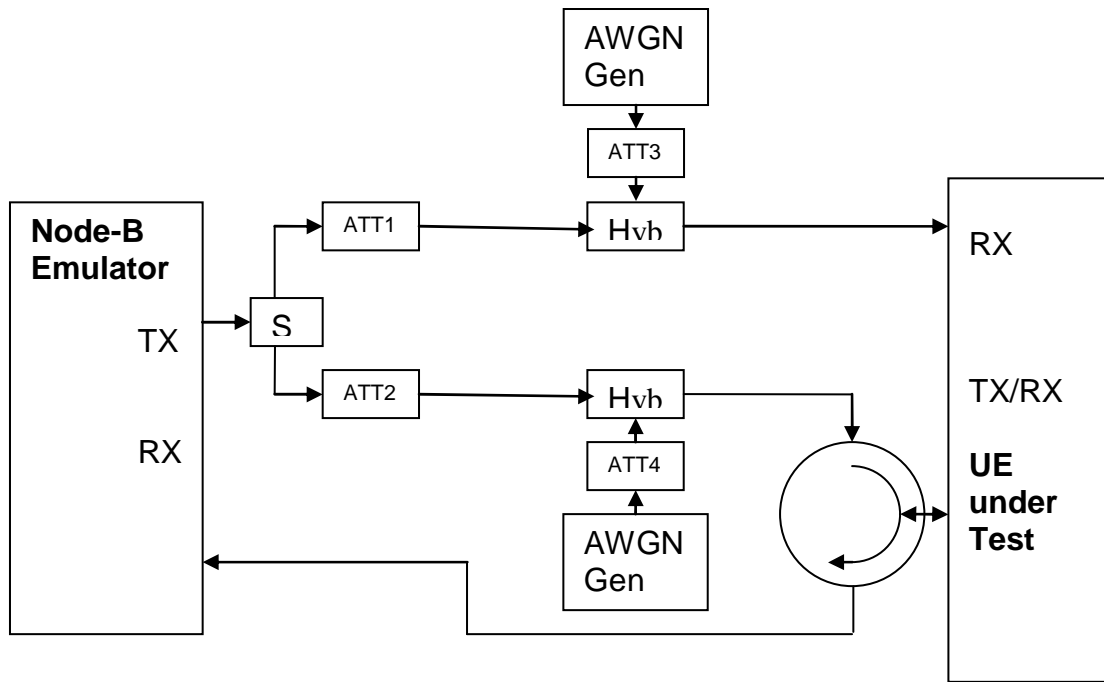 AWGN
Gen
ATT3
Node-B
Emulator
ATT1
Hyb
RX
S
TX
ATT2
Hyb
TX/RX
RX
ATT4
UE
under
Test
AWGN
Gen